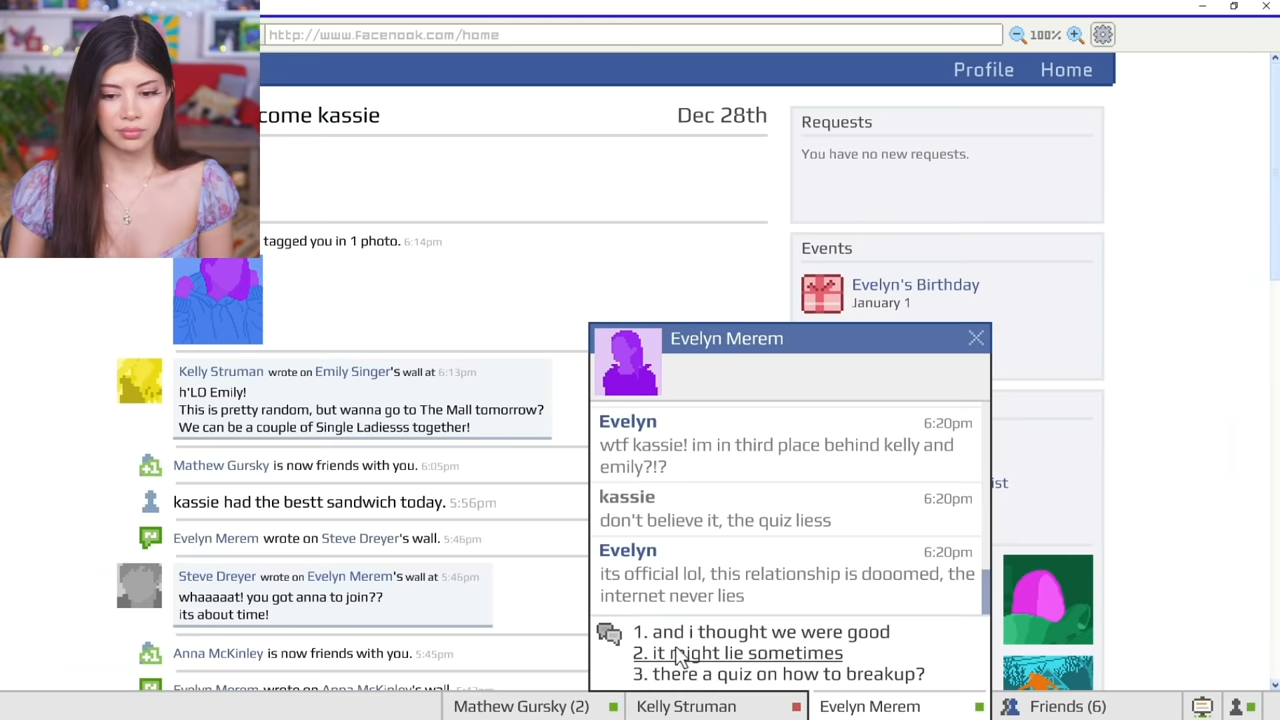 http://www.facenook.com/home
100%
Profile
Home
come kassie
Dec 28th
tagged you in 1 photo. 6:14pm
Kelly Struman wrote on Emily Singer's wall at 6:13pm
h'LO Emily!
This is pretty random, but wanna go to The Mall tomorrow?
We can be a couple of Single Ladiesss together!
Mathew Gursky is now friends with you. 6:05pm
kassie had the bestt sandwich today. 5:56pm
Evelyn Merem wrote on Steve Dreyer's wall. 5:46pm
Steve Dreyer wrote on Evelyn Merem's wall at 5:46pm
whaaaaat! you got anna to join??
its about time!
Anna McKinley is now friends with you. 5:45pm
Evelyn Merem wrote on Anna McKinley's wall.
Requests
You have no new requests.
Events
Evelyn's Birthday
January 1
ist
Evelyn Merem
Evelyn 6:20pm
wtf kassie! im in third place behind kelly and
emily?!?
kassie 6:20pm
don't believe it, the quiz liess
Evelyn 6:20pm
its official lol, this relationship is dooomed, the
internet never lies
1. and i thought we were good
2. it might lie sometimes
3. there a quiz on how to breakup?
Mathew Gursky (2)
Kelly Struman
Evelyn Merem
Friends (6)